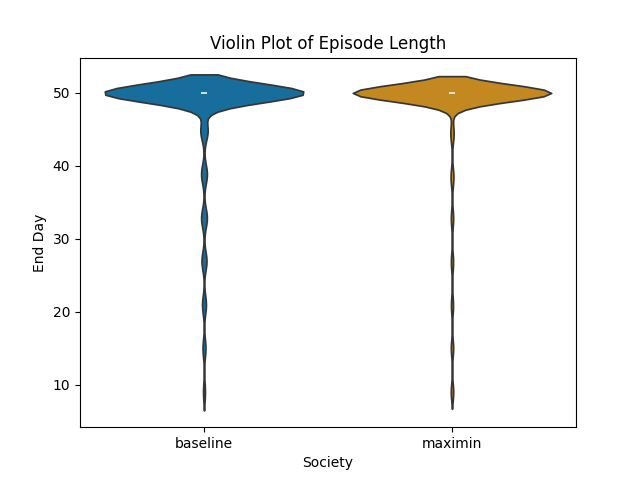 Violin Plot of Episode Length
End Day
50
40
30
20
10
baseline
maximin
Society